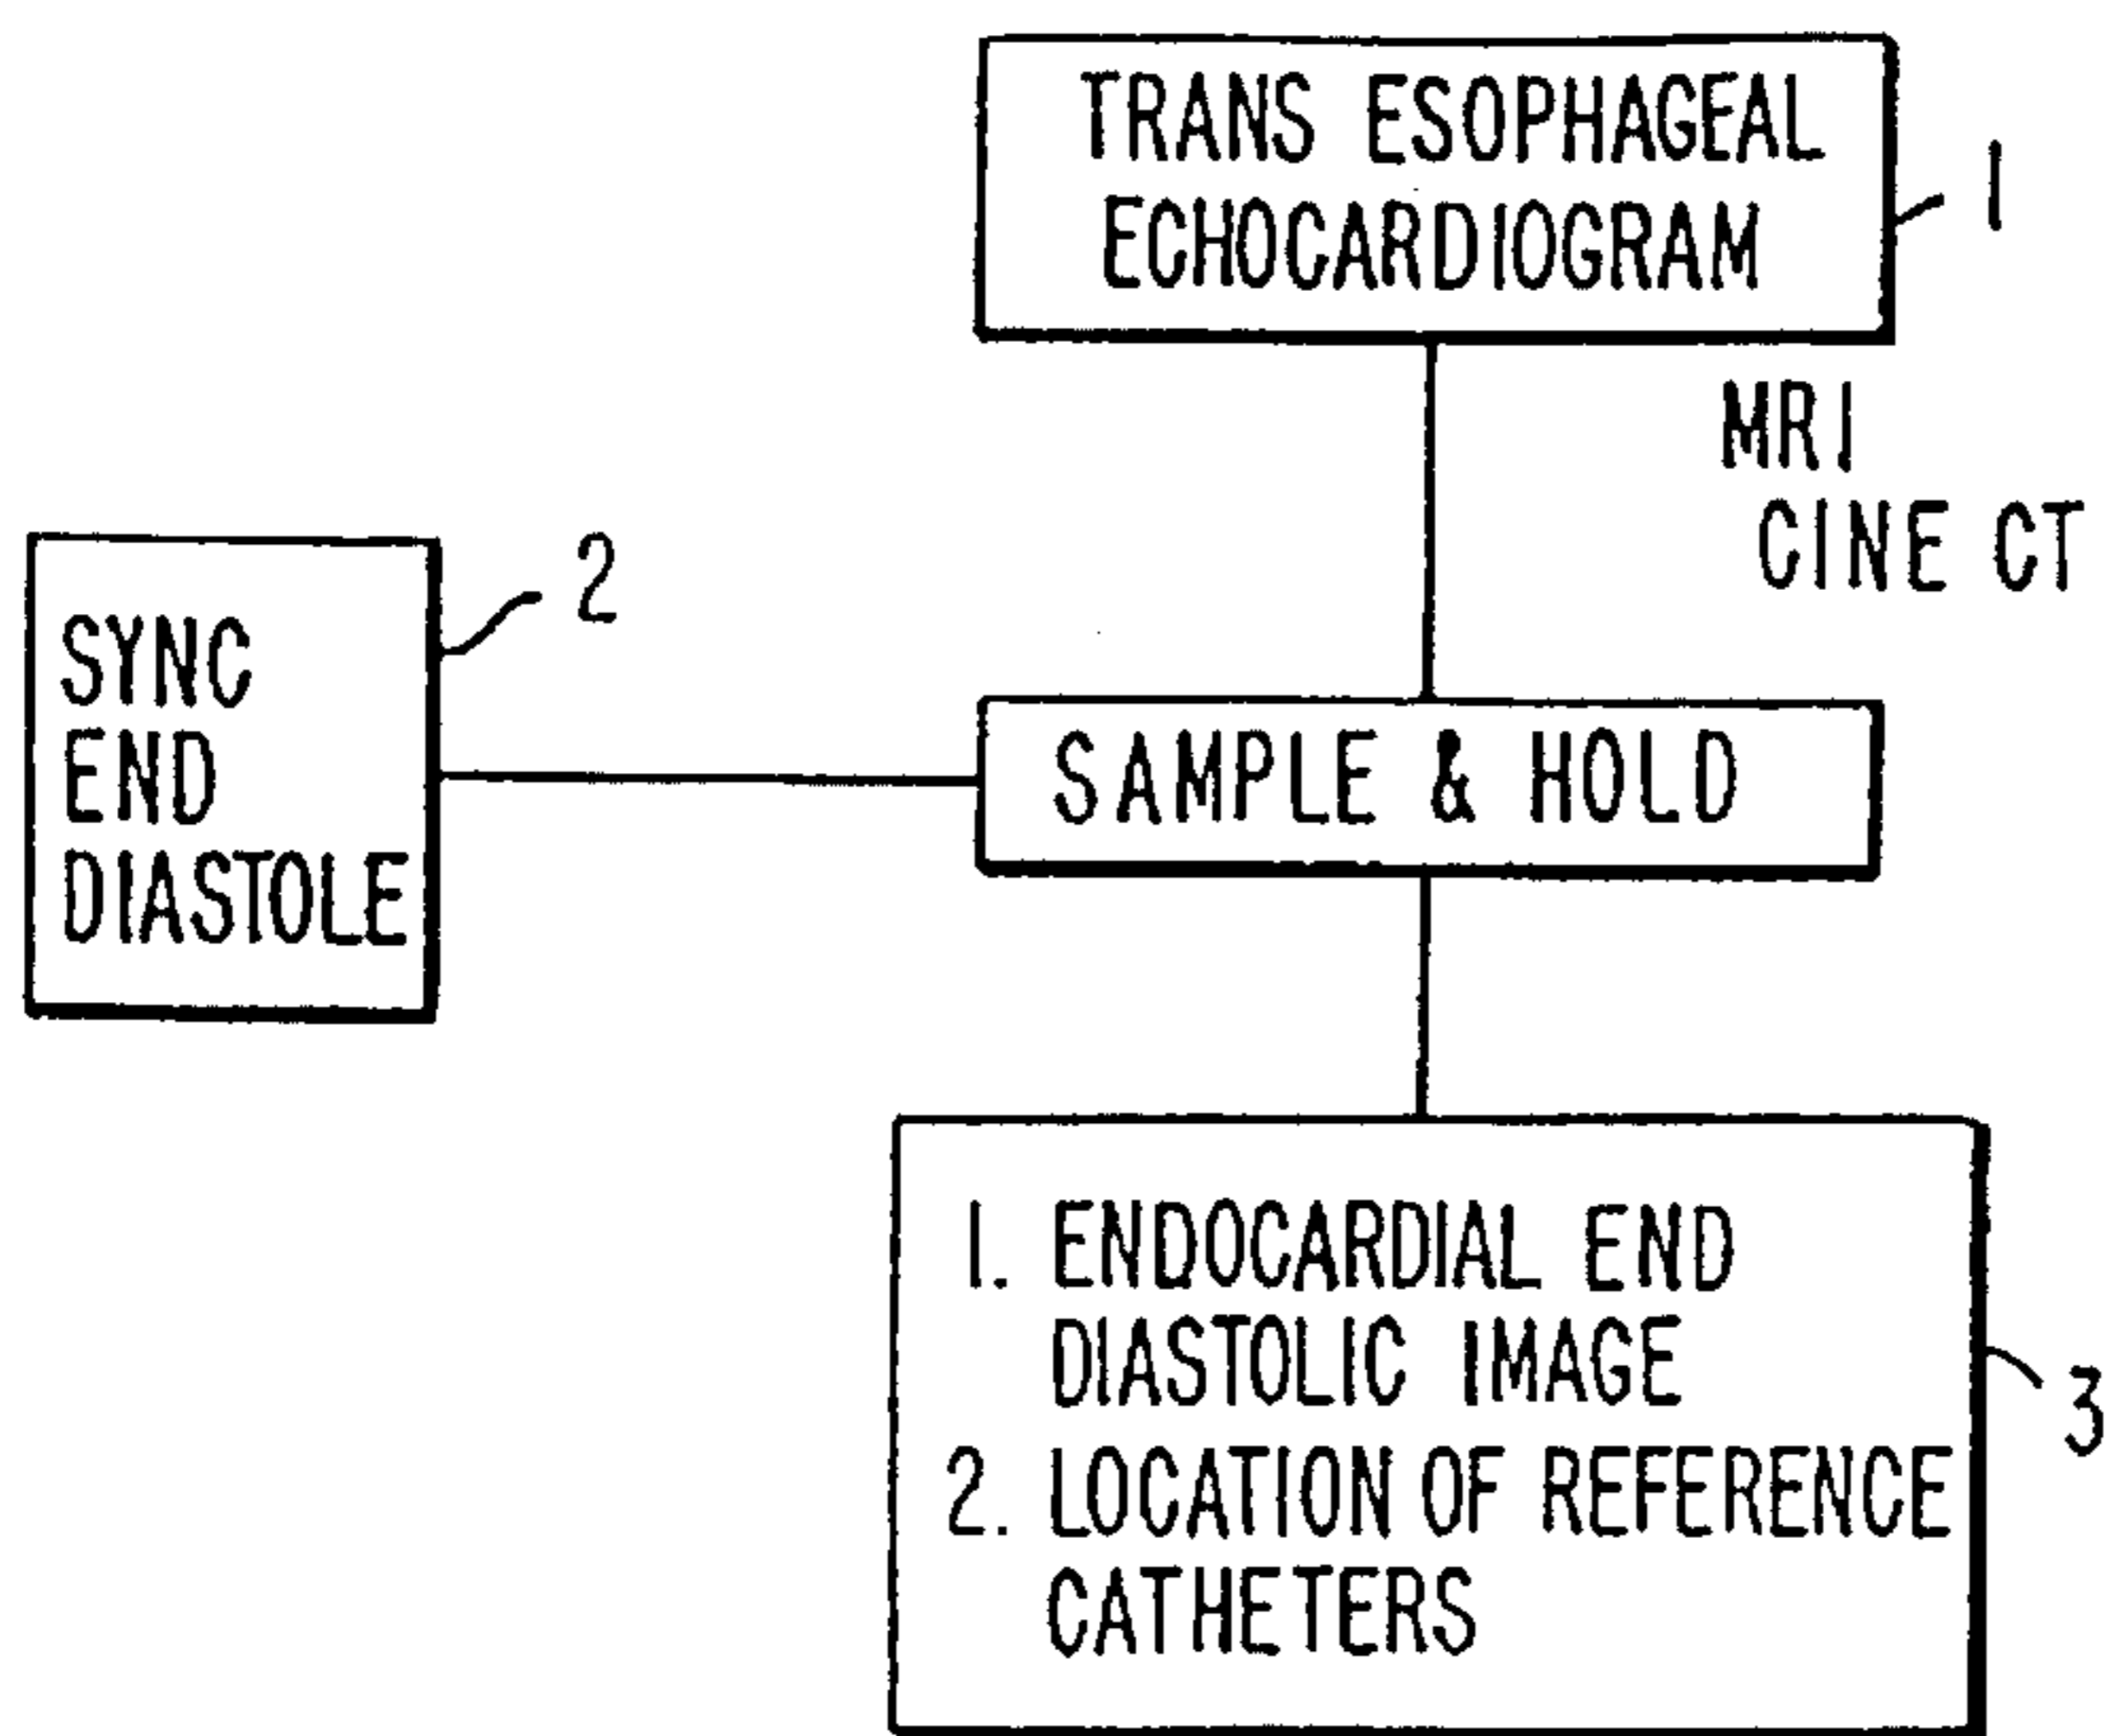 TRANS ESOPHAGEAL
ECHOCARDIOGRAM
1
MRI
CINE CT
2
SYNC
END
DIASTOLE
SAMPLE & HOLD
1. ENDOCARDIAL END
DIASTOLIC IMAGE
2. LOCATION OF REFERENCE
CATHETERS
3